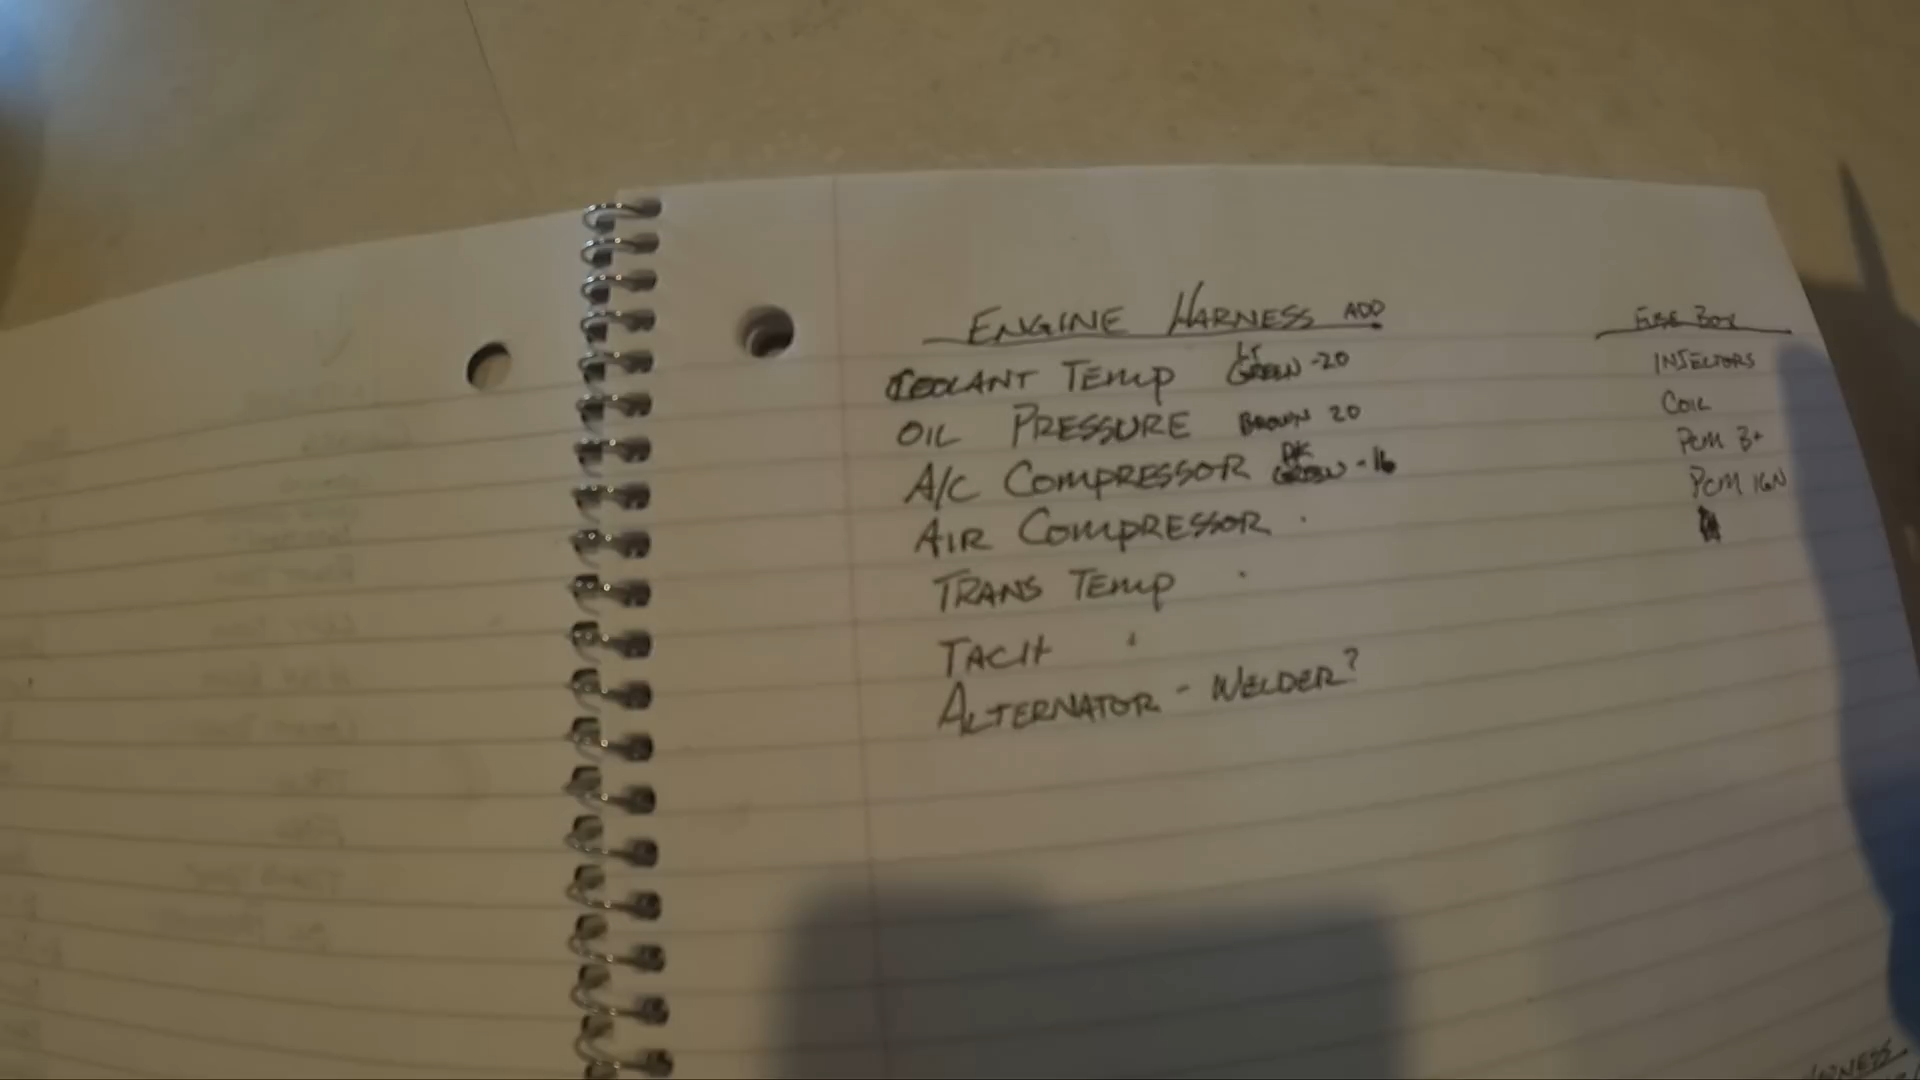 ENGINE HARNESS ADD
COOLANT TEMP LT GREEN -20
OIL PRESSURE BROWN 20
A/C COMPRESSOR DK GREEN -16
AIR COMPRESSOR
TRANS TEMP
TACH
ALTERNATOR - WELDER?
FUSE BOX
INJECTORS
COIL
PCM B+
PCM IGN